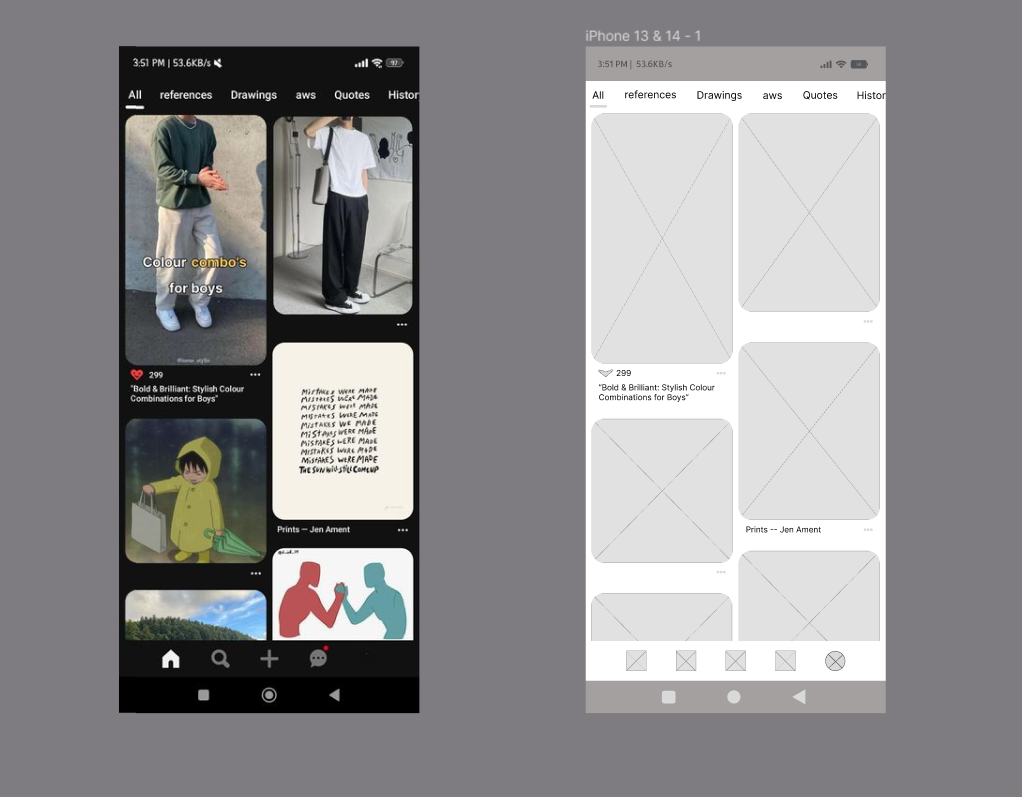 iPhone 13 & 14 - 1
3:51 PM | 53.6KB/s
97
All references Drawings aws Quotes Histor
Colour combo's
for boys
299
"Bold & Brilliant: Stylish Colour
Combinations for Boys"
MISTAKES WERE MADE
MISTAKES WERE MADE
MISTAKES WERE MADE
MISTAKES WERE MADE
MISTAKES WE MADE
MISTAKES WERE MADE
MISTAKES WERE MADE
MISTAKES WERE MADE
MISTAKES WERE MADE
THE SUN WILL STILL COME UP
Prints — Jen Ament
3:51 PM | 53.6KB/s
All references Drawings aws Quotes Histor
299
"Bold & Brilliant: Stylish Colour
Combinations for Boys"
Prints -- Jen Ament